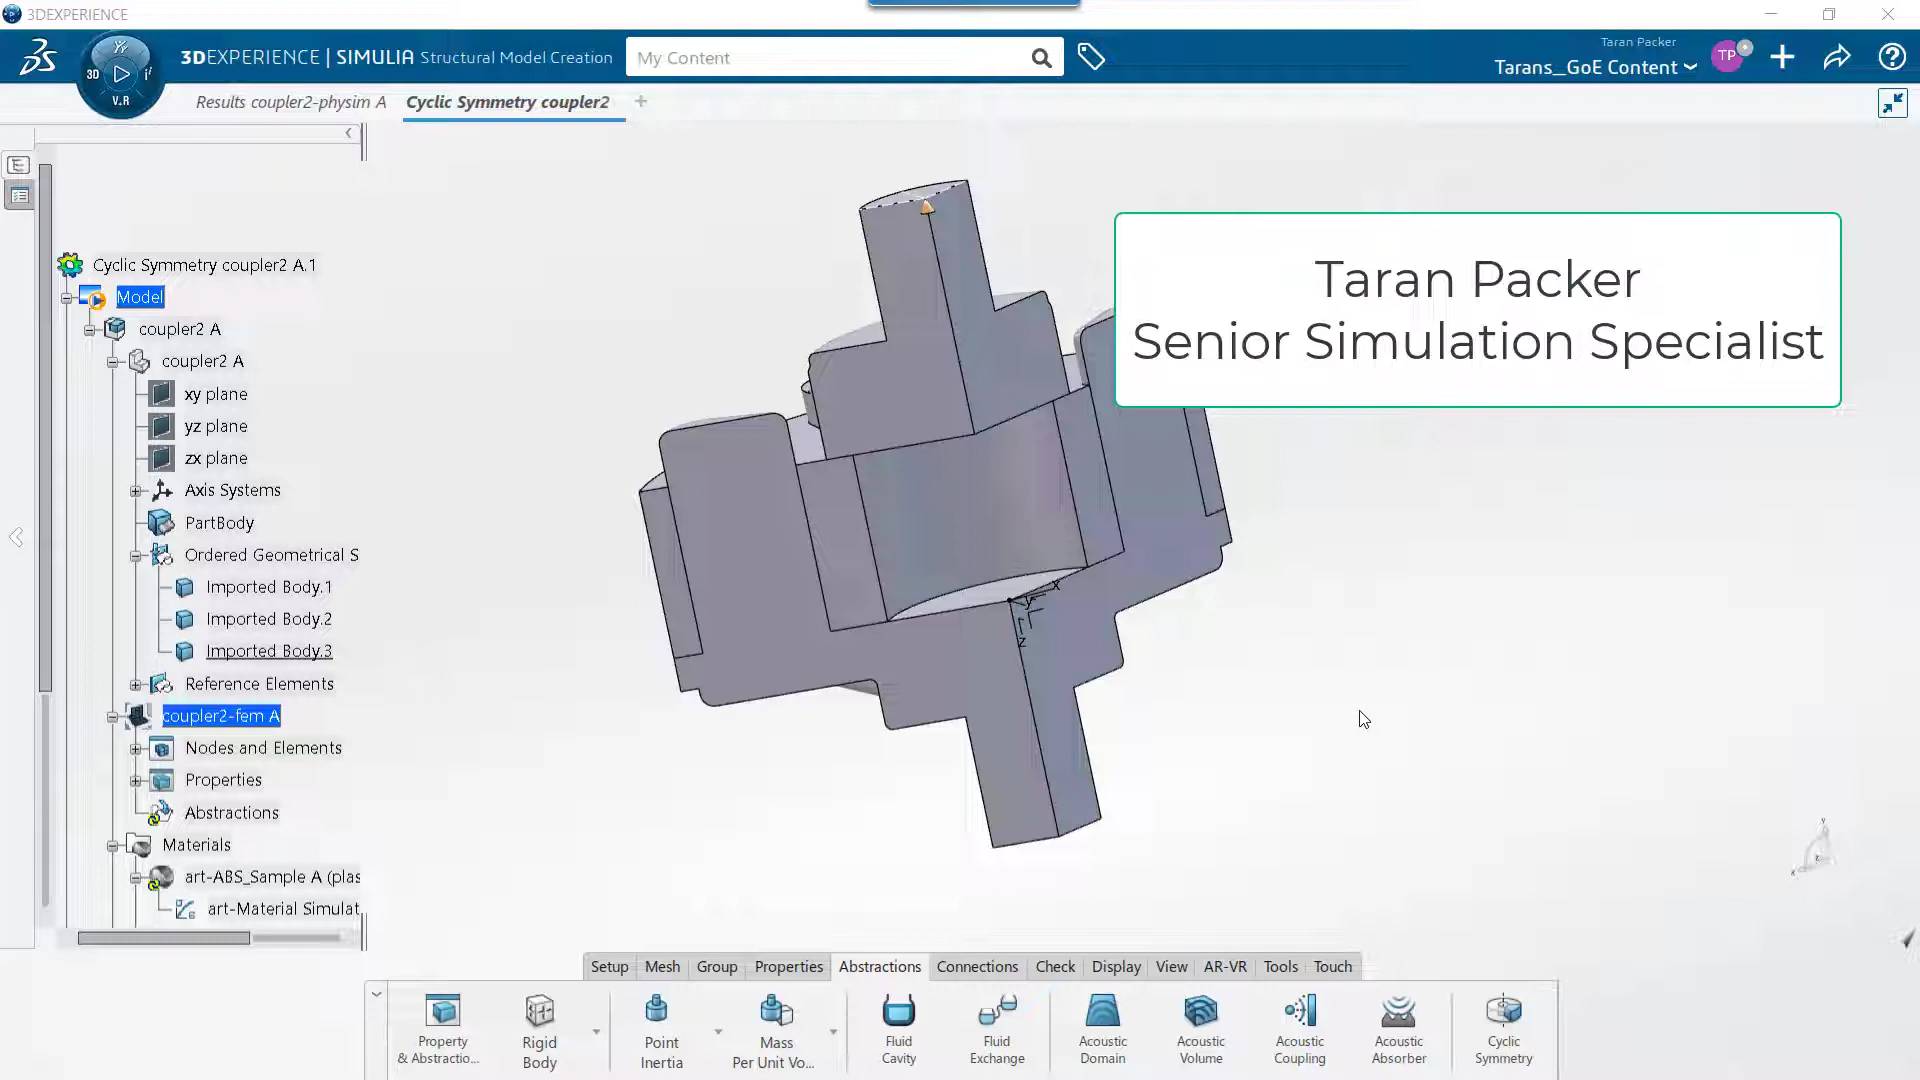 3DEXPERIENCE
3DEXPERIENCE | SIMULIA Structural Model Creation
My Content
Taran Packer
Tarans_GoE Content
TP
3D
V.R
Results coupler2-physim A
Cyclic Symmetry coupler2
Taran Packer
Senior Simulation Specialist
Cyclic Symmetry coupler2 A.1
Model
coupler2 A
coupler2 A
xy plane
yz plane
zx plane
Axis Systems
PartBody
Ordered Geometrical S
Imported Body.1
Imported Body.2
Imported Body.3
Reference Elements
coupler2-fem A
Nodes and Elements
Properties
Abstractions
Materials
art-ABS_Sample A (plas
art-Material Simulat
x
y
z
Setup Mesh Group Properties Abstractions Connections Check Display View AR-VR Tools Touch
Property
& Abstractio...
Rigid
Body
Point
Inertia
Mass
Per Unit Vo...
Fluid
Cavity
Fluid
Exchange
Acoustic
Domain
Acoustic
Volume
Acoustic
Coupling
Acoustic
Absorber
Cyclic
Symmetry